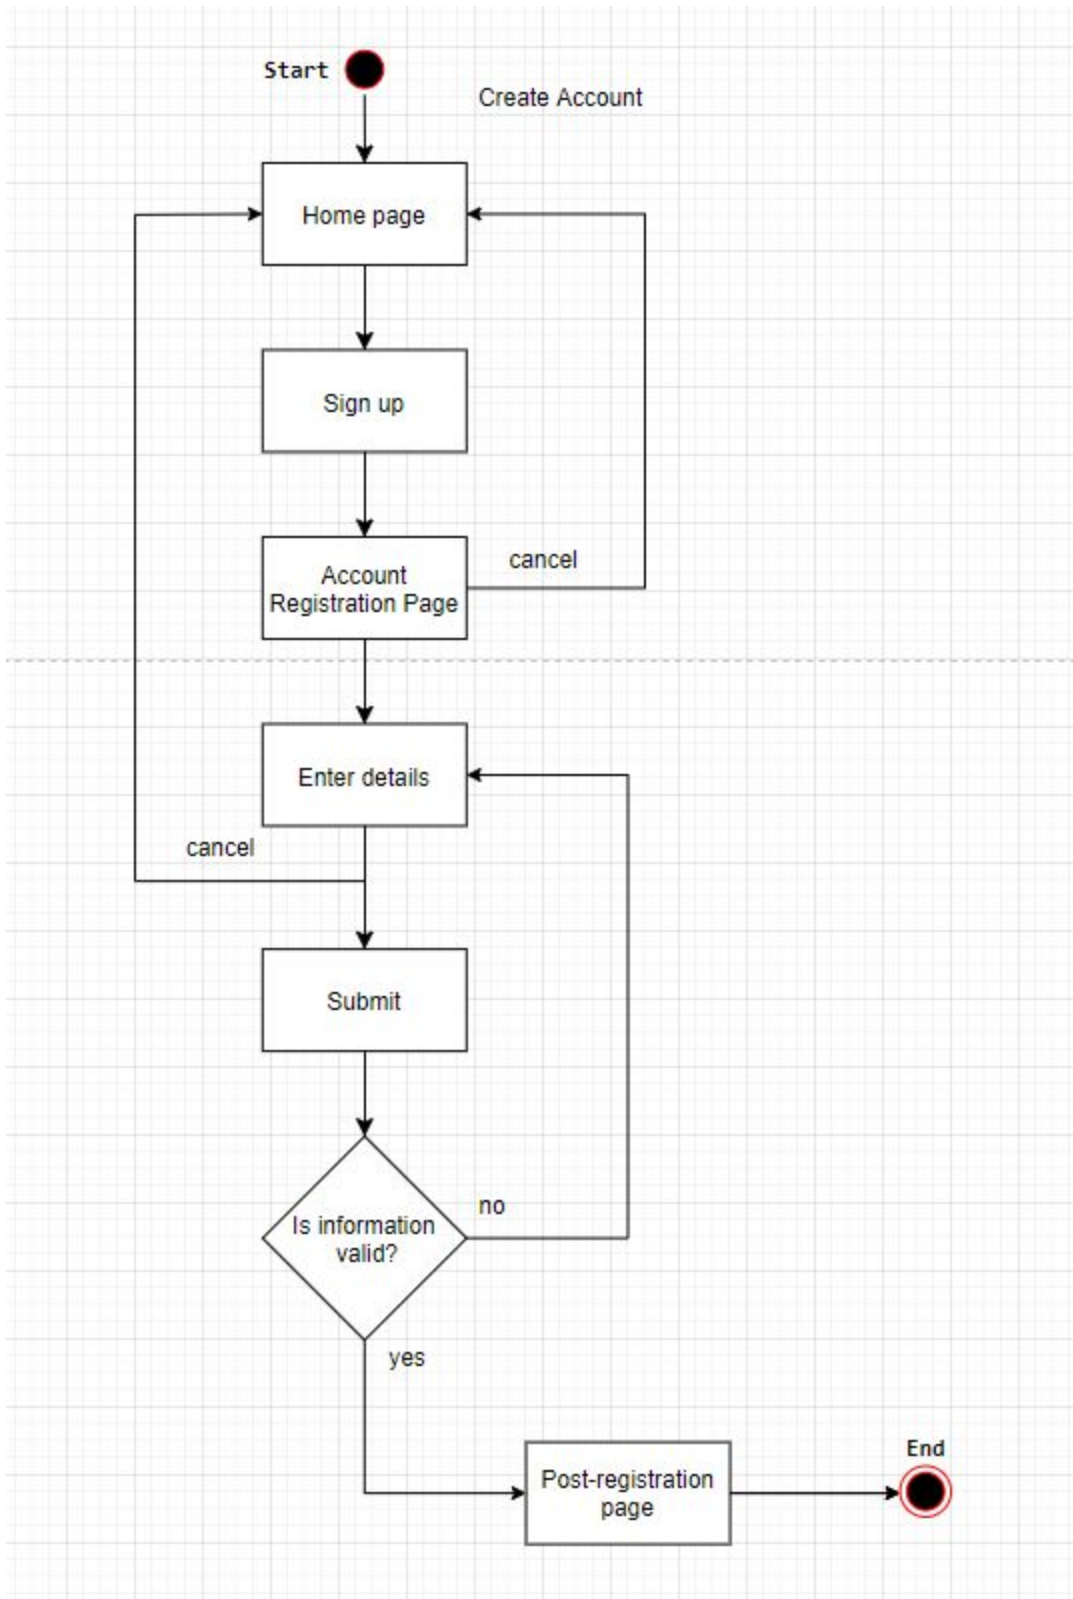 Start
Create Account
Home page
Sign up
Account
Registration Page
cancel
Enter details
cancel
Submit
Is information
valid?
no
yes
Post-registration
page
End